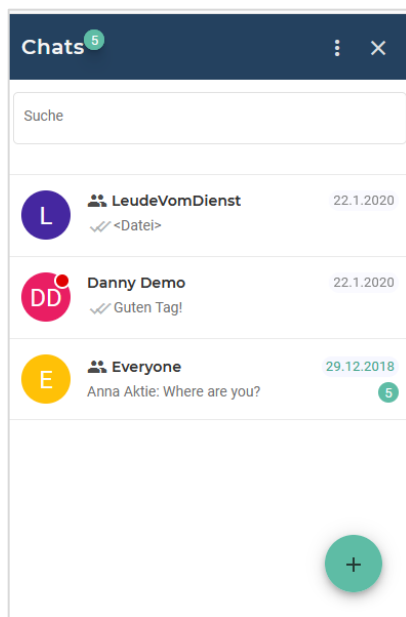 Chats 5
Suche
L
LeudeVomDienst 22.1.2020
<Datei>
DD
Danny Demo 22.1.2020
Guten Tag!
E
Everyone 29.12.2018
Anna Aktie: Where are you? 5
+